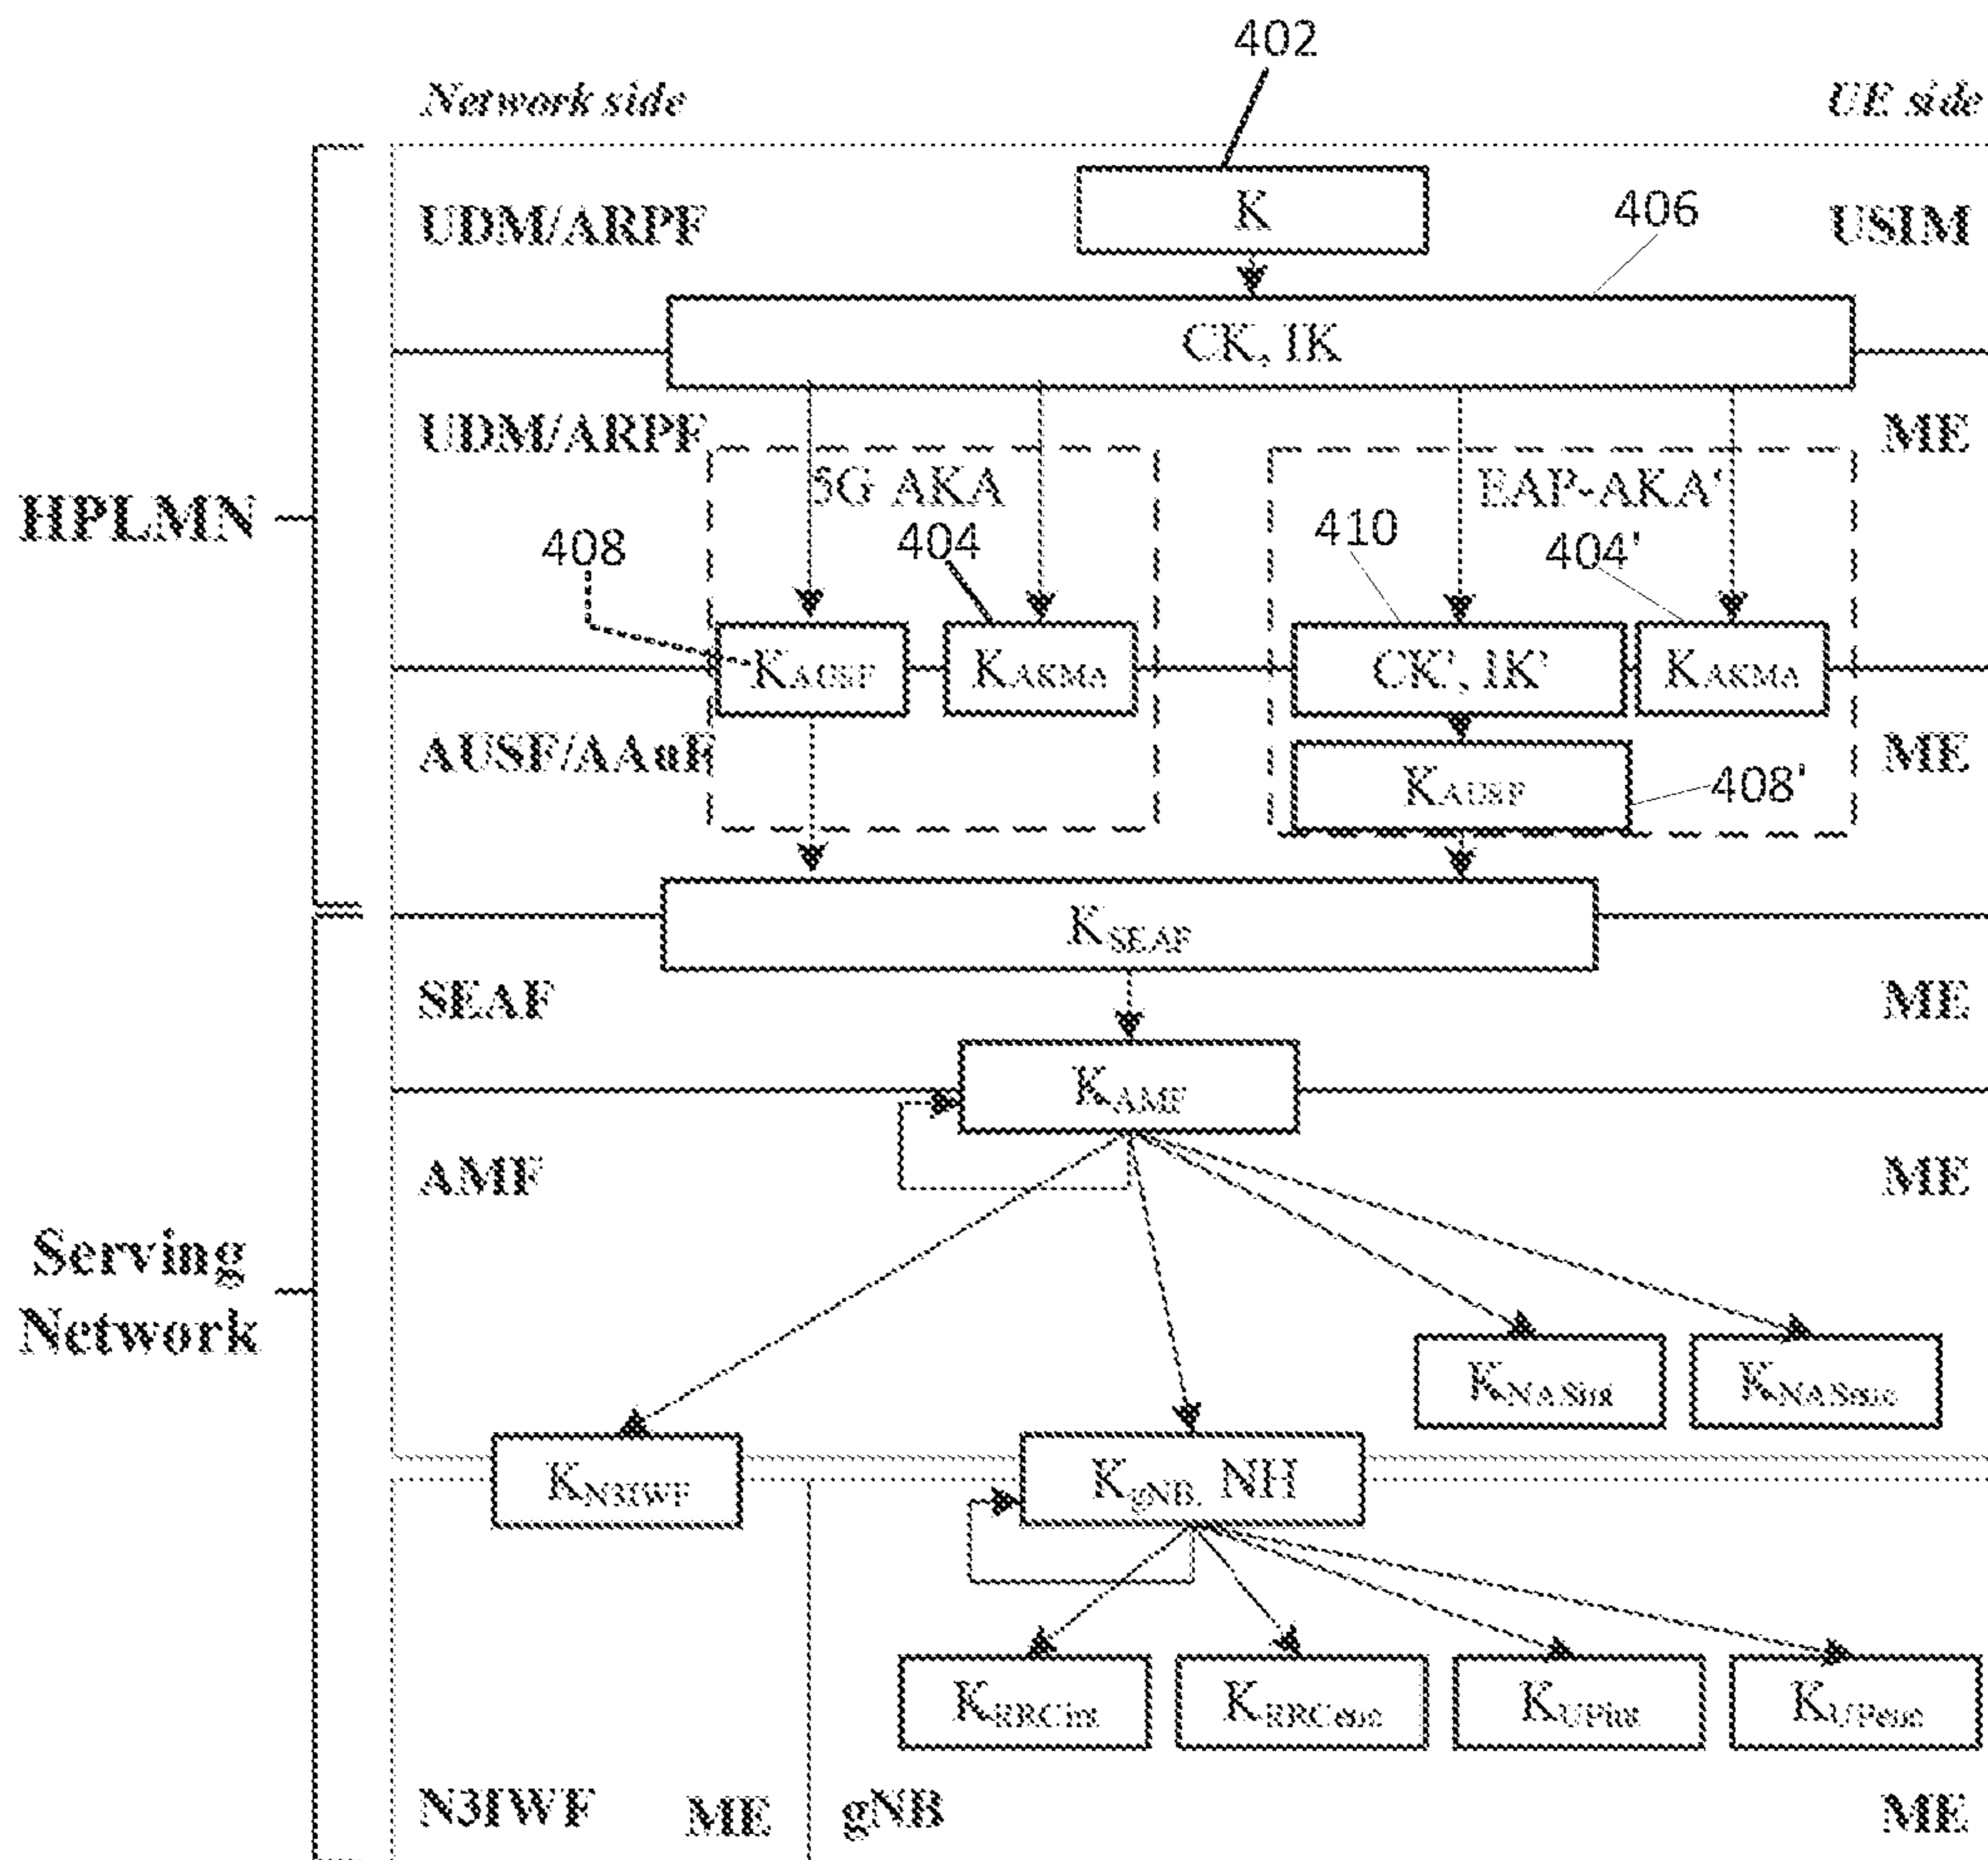 402
Network side
UE side
K
406
UDM/ARPF
USIM
CK, IK
UDM/ARPF
ME
5G AKA
EAP-AKA'
HPLMN
408
404
410
404'
KAUSF
KAKMA
CK', IK'
KAKMA
AUSF/AAnF
ME
KAUSF
408'
KSEAF
SEAF
ME
KAMF
AMF
ME
Serving
Network
KNASint
KNASenc
KN3IWF
KgNB, NH
KRRCint
KRRCenc
KUPint
KUPenc
N3IWF
ME
gNB
ME